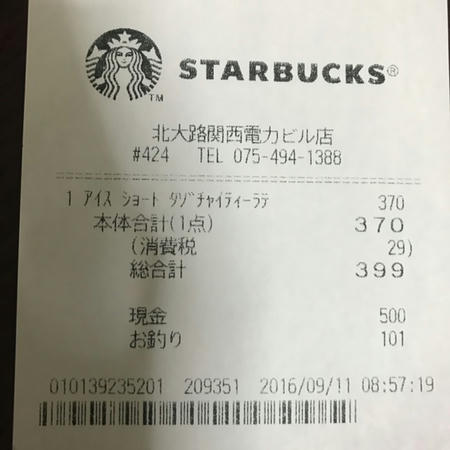 STARBUCKS®
TM
北大路関西電力ビル店
#424 TEL 075-494-1388
1 アイス ショート タゾチャイティーラテ 370
本体合計(1点) 370
(消費税 29)
総合計 399
現金 500
お釣り 101
010139235201 209351 2016/09/11 08:57:19